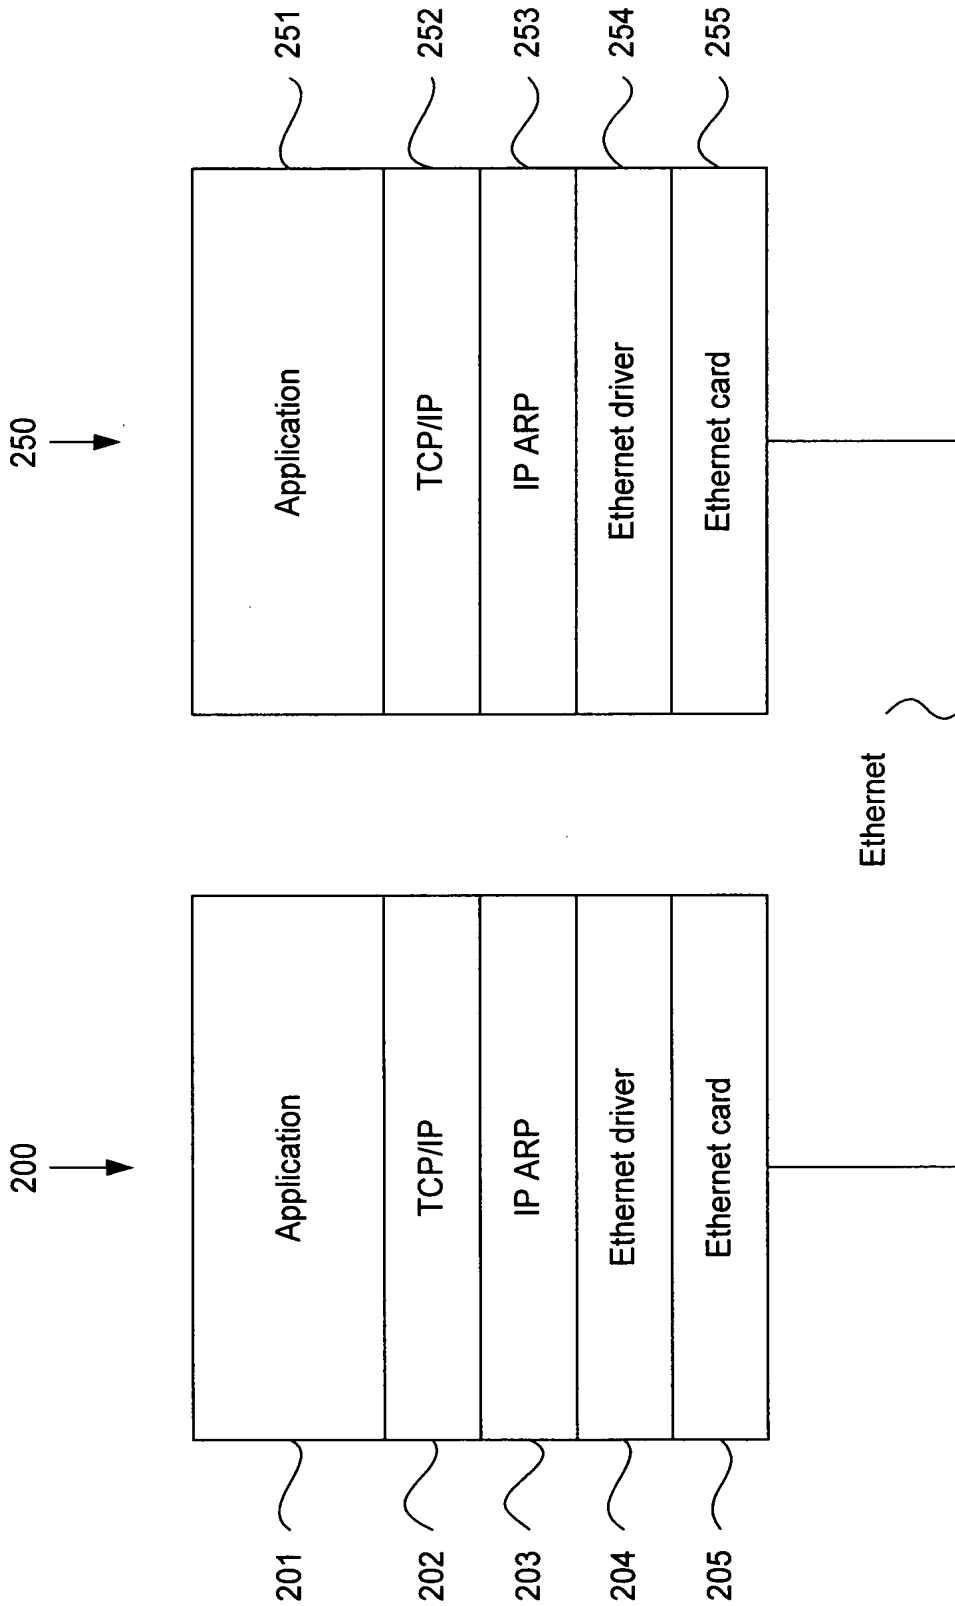 200
250
201
Application
202
TCP/IP
203
IP ARP
204
Ethernet driver
205
Ethernet card
Application
251
TCP/IP
252
IP ARP
253
Ethernet driver
254
Ethernet card
255
Ethernet